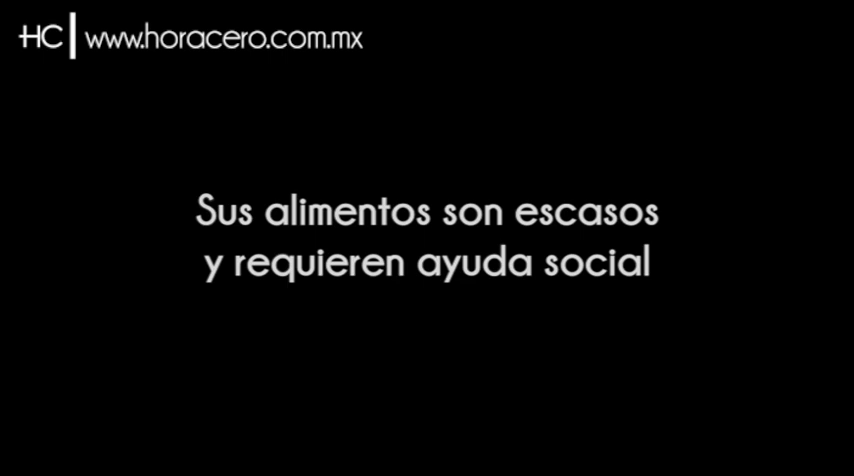 HC | www.horacero.com.mx
Sus alimentos son escasos
y requieren ayuda social